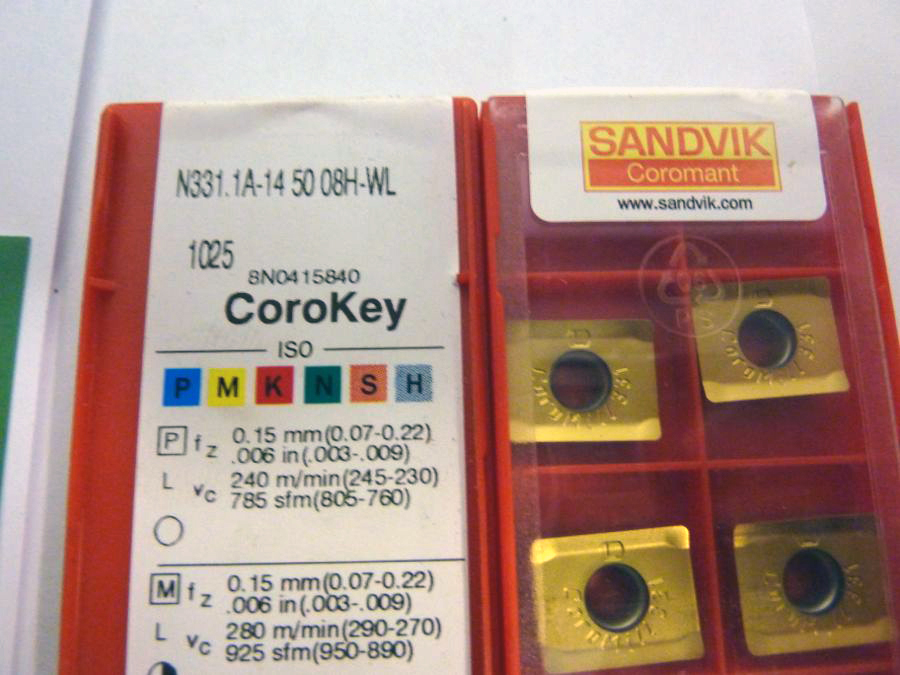 N331.1A-14 50 08H-WL
1025
8N0415840
CoroKey
ISO
P M K N S H
P fz 0.15 mm(0.07-0.22)
.006 in(.003-.009)
L vc 240 m/min(245-230)
785 sfm(805-760)
M fz 0.15 mm(0.07-0.22)
.006 in(.003-.009)
L vc 280 m/min(290-270)
925 sfm(950-890)
SANDVIK
Coromant
www.sandvik.com